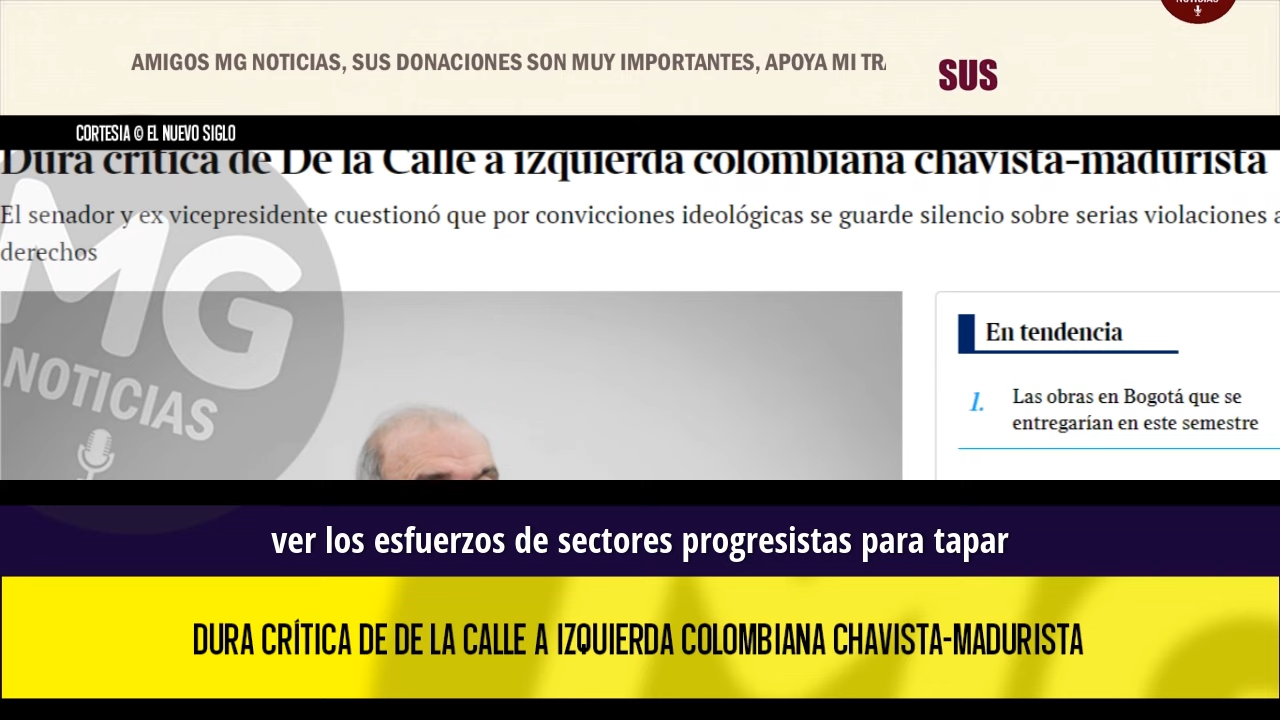 NOTICIAS
AMIGOS MG NOTICIAS, SUS DONACIONES SON MUY IMPORTANTES, APOYA MI
SUS
CORTESIA © EL NUEVO SIGLO
Dura crítica de De la Calle a izquierda colombiana chavista-madurista
El senador y ex vicepresidente cuestionó que por convicciones ideológicas se guarde silencio sobre serias violaciones a
derechos
MG
NOTICIAS
En tendencia
1. Las obras en Bogotá que se
entregarían en este semestre
ver los esfuerzos de sectores progresistas para tapar
DURA CRÍTICA DE DE LA CALLE A IZQUIERDA COLOMBIANA CHAVISTA-MADURISTA